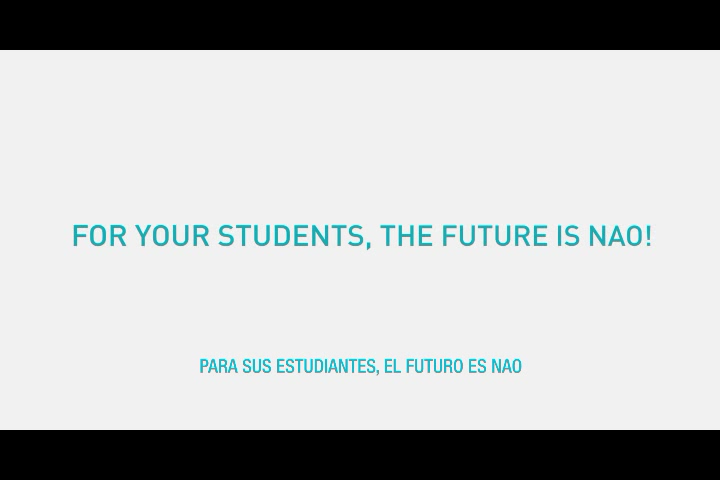 FOR YOUR STUDENTS, THE FUTURE IS NAO!
PARA SUS ESTUDIANTES, EL FUTURO ES NAO